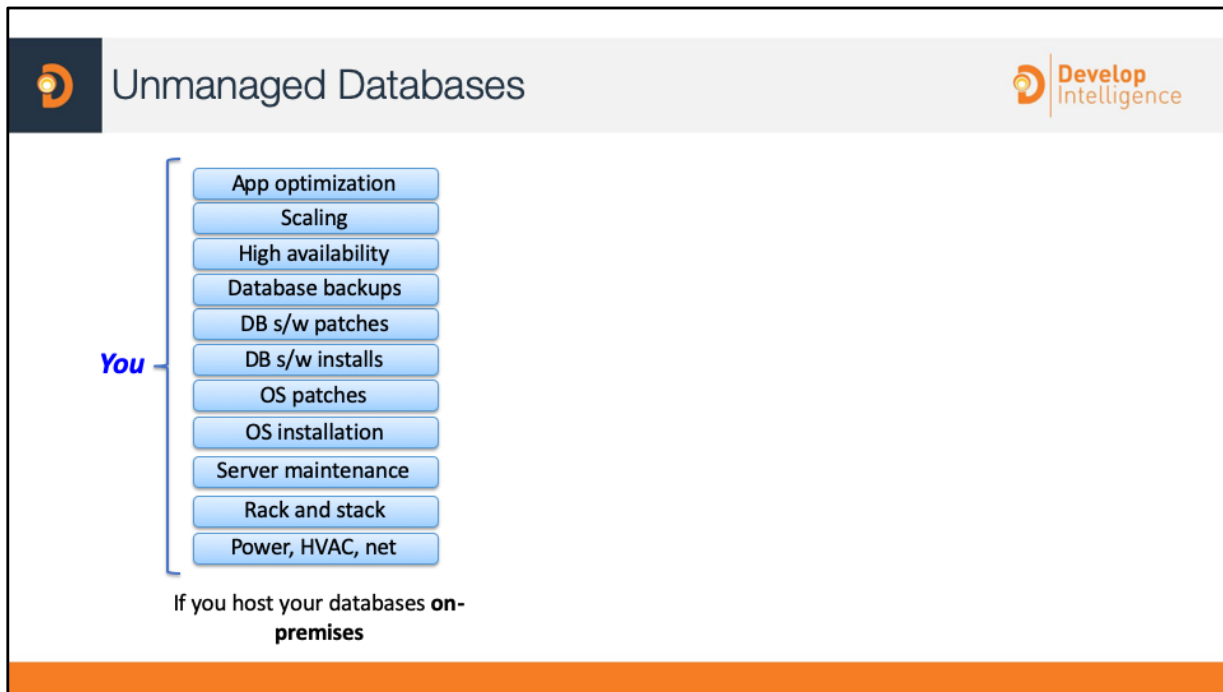 Unmanaged Databases
Develop
Intelligence
App optimization
Scaling
High availability
Database backups
DB s/w patches
You
DB s/w installs
OS patches
OS installation
Server maintenance
Rack and stack
Power, HVAC, net
If you host your databases on-
premises